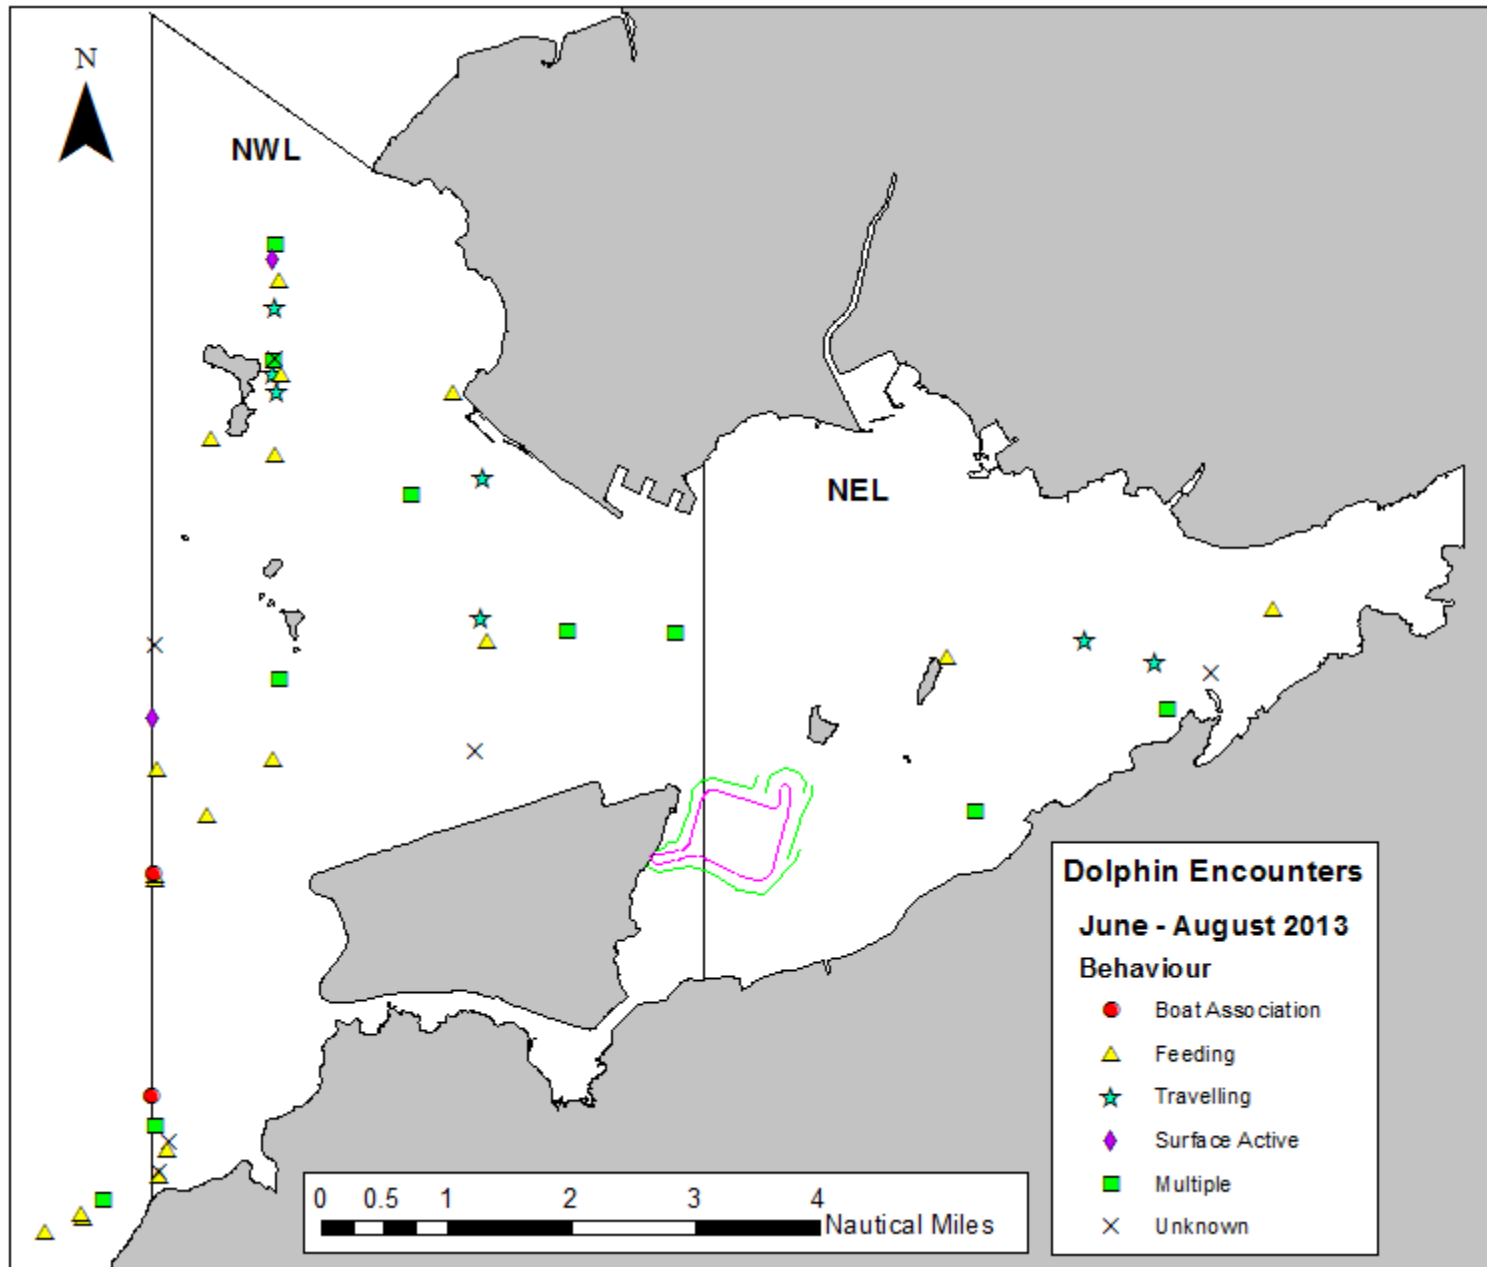 N
NWL
NEL
Dolphin Encounters
June - August 2013
Behaviour
Boat Association
Feeding
Travelling
Surface Active
Multiple
Unknown
0 0.5 1 2 3 4
Nautical Miles